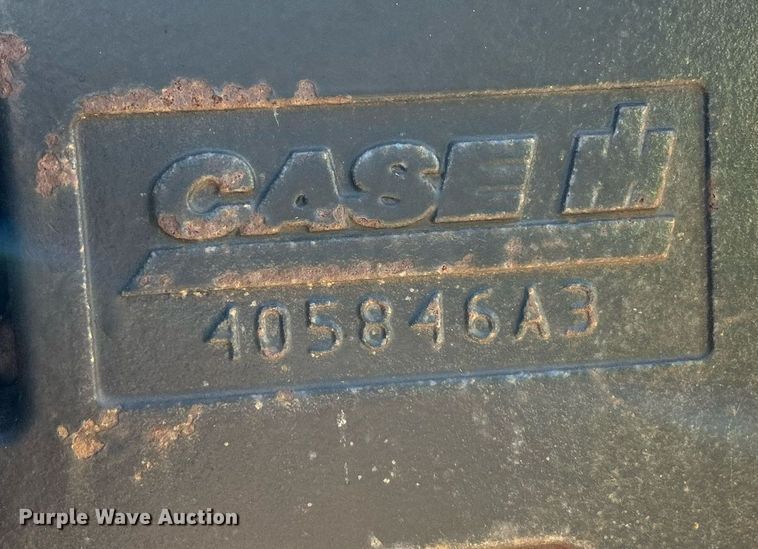 CASE IH
405846A3
Purple Wave Auction